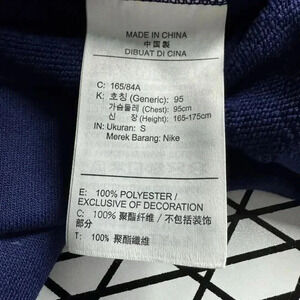 MADE IN CHINA
中国製
DIBUAT DI CINA
C: 165/84A
K: 호칭 (Generic): 95
가슴둘레 (Chest): 95cm
신 장 (Height): 165-175cm
IN: Ukuran: S
Merek Barang: Nike
E: 100% POLYESTER /
EXCLUSIVE OF DECORATION
C: 100% 聚酯纤维 / 不包括装饰
部分
T: 100% 聚酯纖維